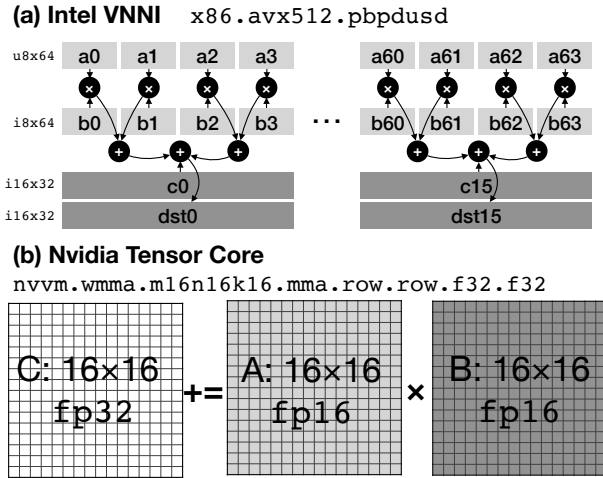 (a) Intel VNNI x86.avx512.pbpdusd
u8x64 a0 a1 a2 a3 a60 a61 a62 a63
× × × × × × × ×
i8x64 b0 b1 b2 b3 ... b60 b61 b62 b63
+ + + + + +
i16x32 c0 c15
i16x32 dst0 dst15
(b) Nvidia Tensor Core
nvvm.wmma.m16n16k16.mma.row.row.f32.f32
C: 16×16 += A: 16×16 × B: 16×16
fp32 fp16 fp16